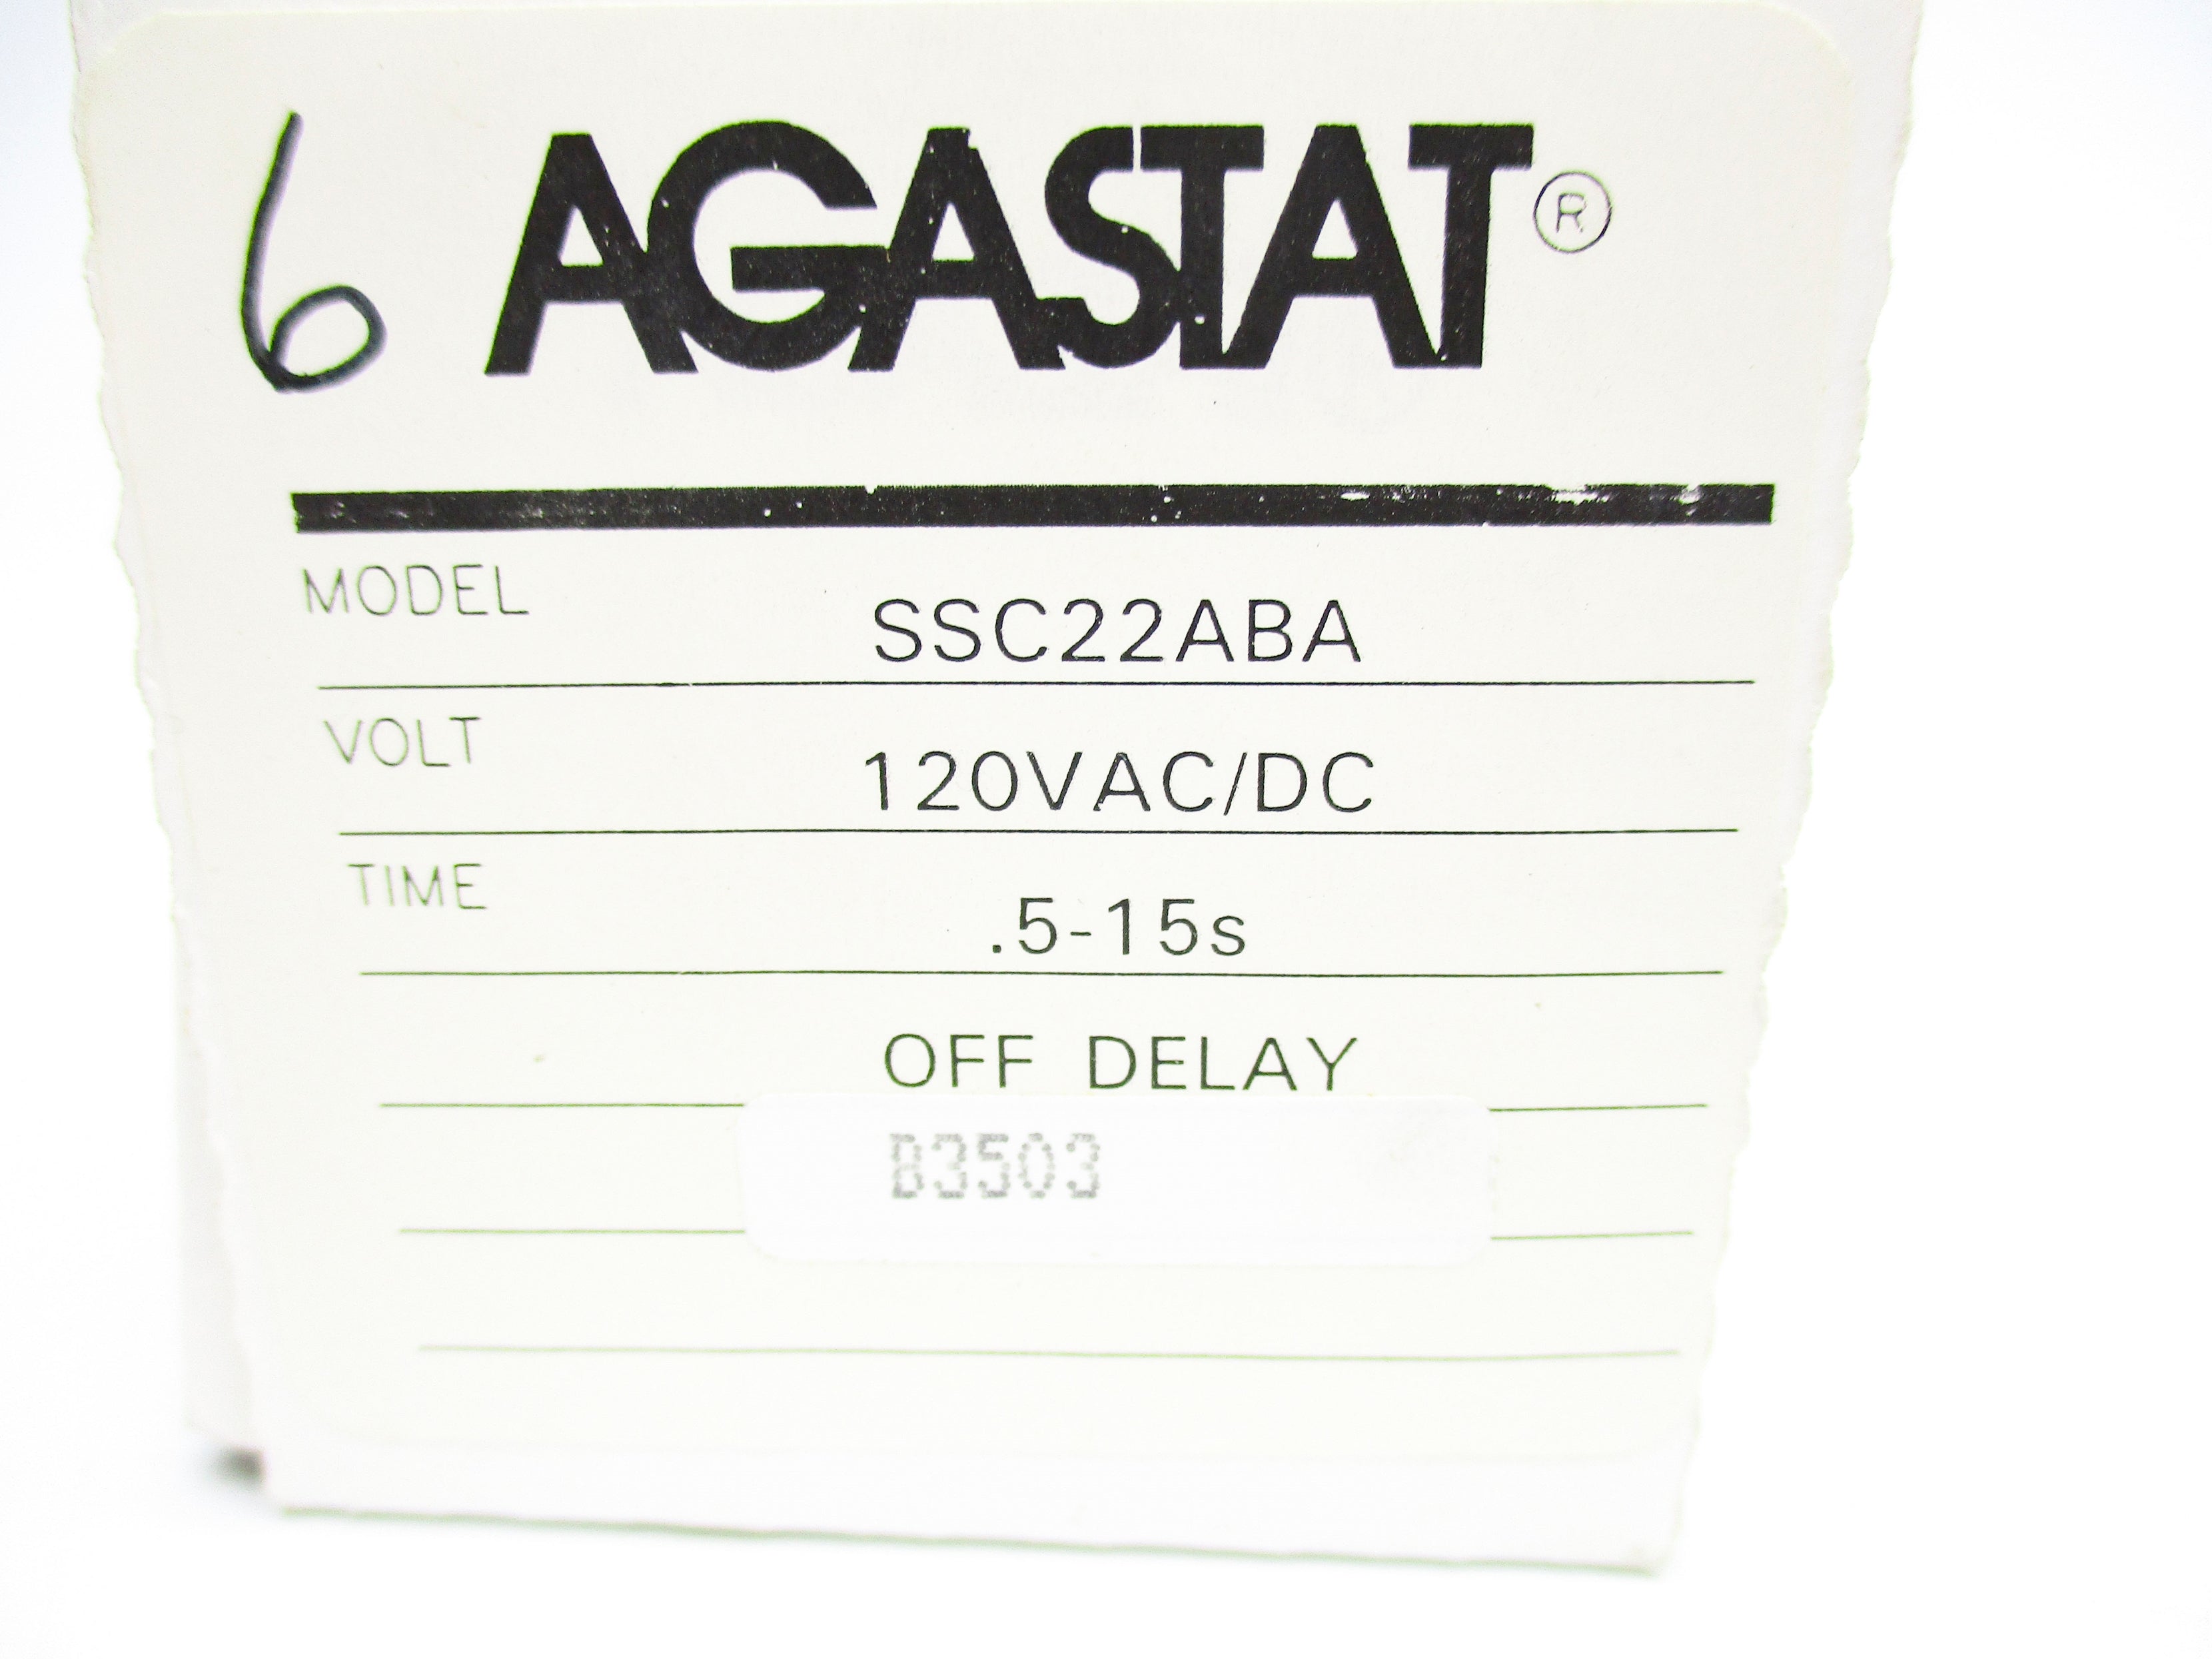 6 AGASTAT®
MODEL SSC22ABA
VOLT 120VAC/DC
TIME .5-15s
OFF DELAY
B3503